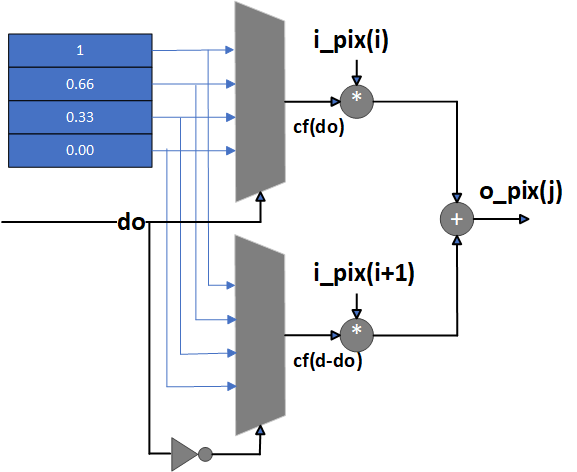 1
0.66
0.33
0.00
i_pix(i)
*
cf(do)
do
o_pix(j)
+
i_pix(i+1)
*
cf(d-do)